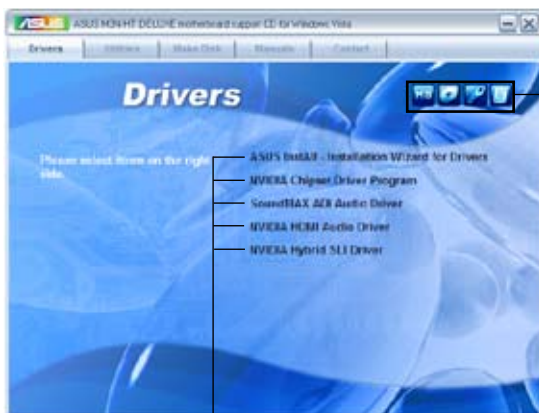 ASUS ASUS M3N-HT DELUXE motherboard support CD for Windows Vista
Drivers Utilities Make Disk Manuals Contact
Drivers
Please select items on the right side.
ASUS InstAll - Installation Wizard for Drivers
NVIDIA Chipset Driver Program
SoundMAX ADI Audio Driver
NVIDIA HDMI Audio Driver
NVIDIA Hybrid SLI Driver